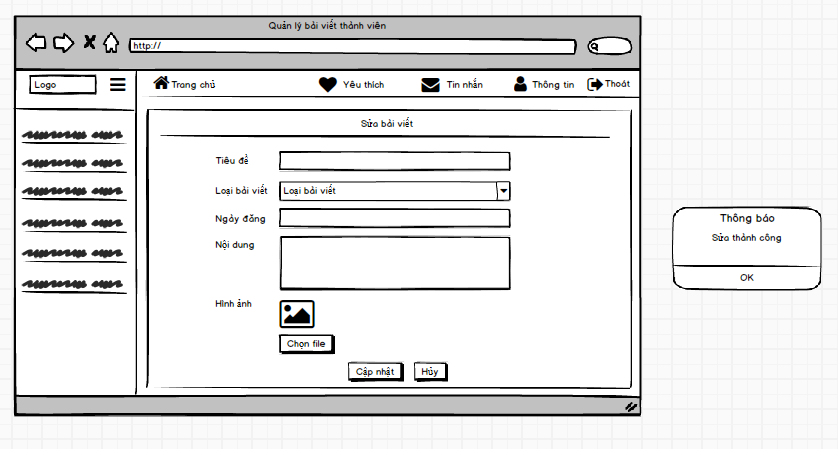 Quản lý bài viết thành viên
http://
Logo
Trang chủ
Yêu thích
Tin nhắn
Thông tin
Thoát
Sửa bài viết
Tiêu đề
Loại bài viết
Loại bài viết
Ngày đăng
Nội dung
Hình ảnh
Chọn file
Cập nhật
Hủy
Thông báo
Sửa thành công
OK